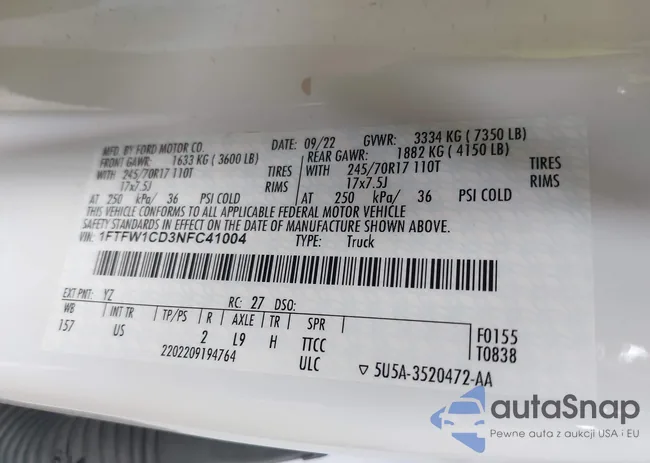 MFD. BY FORD MOTOR CO. DATE: 09/22 GVWR: 3334 KG (7350 LB)
FRONT GAWR: 1633 KG (3600 LB) REAR GAWR: 1882 KG (4150 LB)
WITH 245/70R17 110T TIRES WITH 245/70R17 110T TIRES
17x7.5J RIMS 17x7.5J RIMS
AT 250 kPa/ 36 PSI COLD AT 250 kPa/ 36 PSI COLD
THIS VEHICLE CONFORMS TO ALL APPLICABLE FEDERAL MOTOR VEHICLE
SAFETY STANDARDS IN EFFECT ON THE DATE OF MANUFACTURE SHOWN ABOVE.
VIN: 1FTFW1CD3NFC41004 TYPE: Truck
EXT PNT: YZ RC: 27 DSO:
WB INT TR TP/PS R AXLE TR SPR F0155
157 US 2 L9 H TTCC T0838
2202209194764 ULC ▽ 5U5A-3520472-AA
autaSnap
Pewne auta z aukcji USA i EU